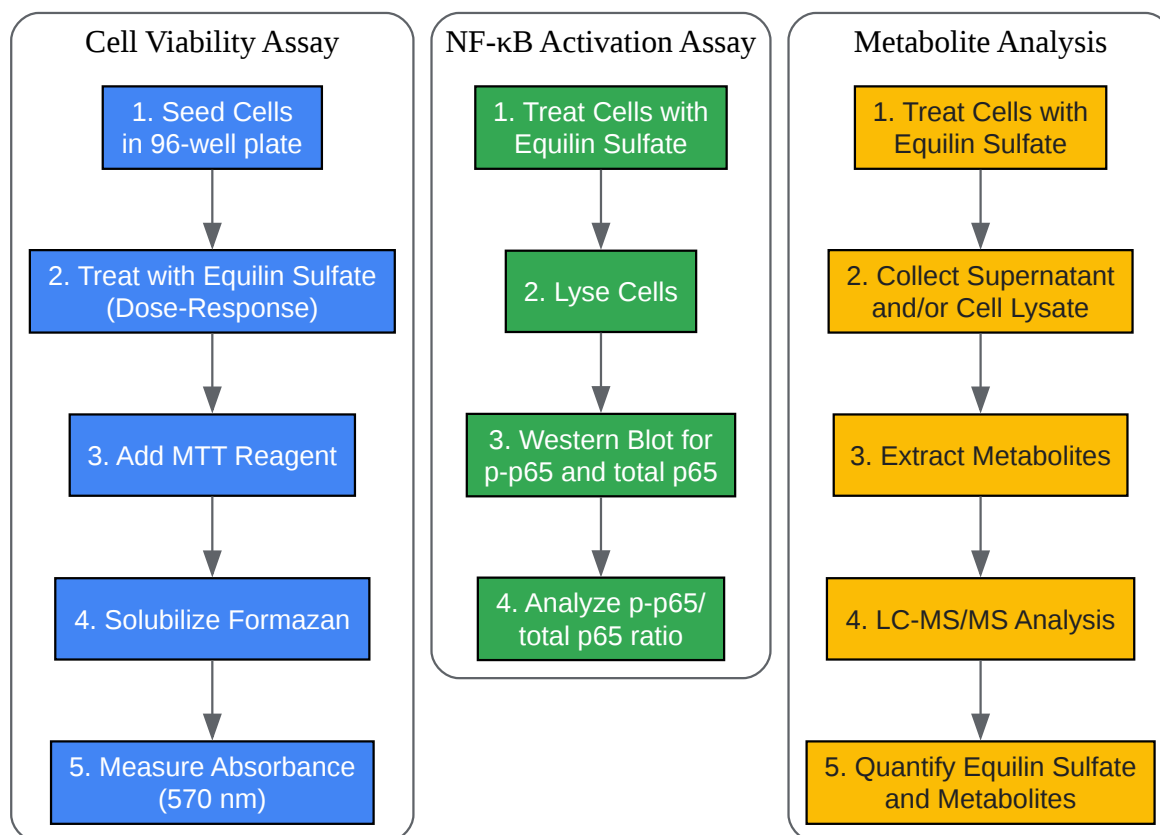 Cell Viability Assay
1. Seed Cells
in 96-well plate
2. Treat with Equilin Sulfate
(Dose-Response)
3. Add MTT Reagent
4. Solubilize Formazan
5. Measure Absorbance
(570 nm)
NF-κB Activation Assay
1. Treat Cells with
Equilin Sulfate
2. Lyse Cells
3. Western Blot for
p-p65 and total p65
4. Analyze p-p65/
total p65 ratio
Metabolite Analysis
1. Treat Cells with
Equilin Sulfate
2. Collect Supernatant
and/or Cell Lysate
3. Extract Metabolites
4. LC-MS/MS Analysis
5. Quantify Equilin Sulfate
and Metabolites